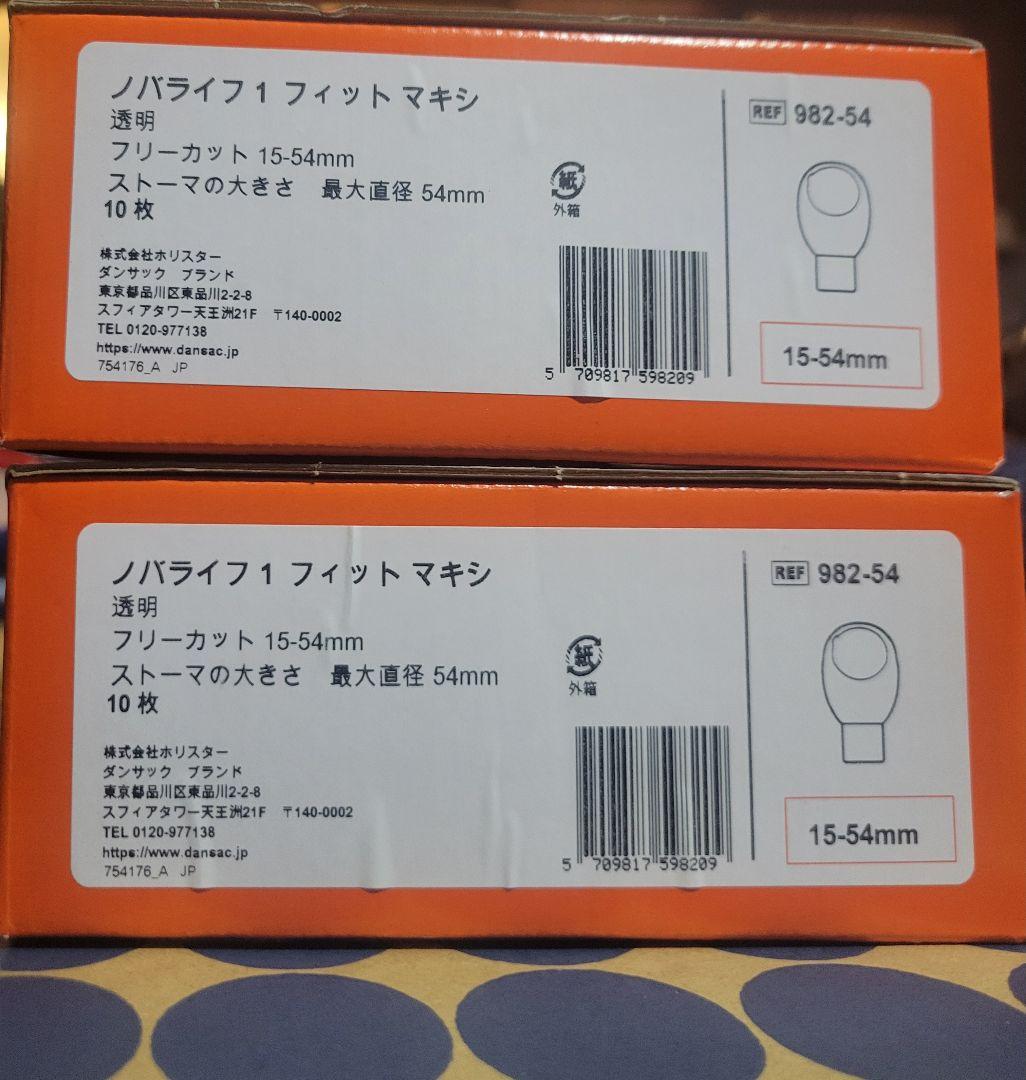 ノバライフ 1 フィット マキシ
透明
フリーカット 15-54mm
ストーマの大きさ　最大直径 54mm
10 枚
株式会社ホリスター
ダンサック　ブランド
東京都品川区東品川2-2-8
スフィアタワー天王洲21F　〒140-0002
TEL 0120-977138
https://www.dansac.jp
754176_A JP
紙
外箱
5 709817 598209
REF 982-54
15-54mm
ノバライフ 1 フィット マキシ
透明
フリーカット 15-54mm
ストーマの大きさ　最大直径 54mm
10 枚
株式会社ホリスター
ダンサック　ブランド
東京都品川区東品川2-2-8
スフィアタワー天王洲21F　〒140-0002
TEL 0120-977138
https://www.dansac.jp
754176_A JP
紙
外箱
5 709817 598209
REF 982-54
15-54mm